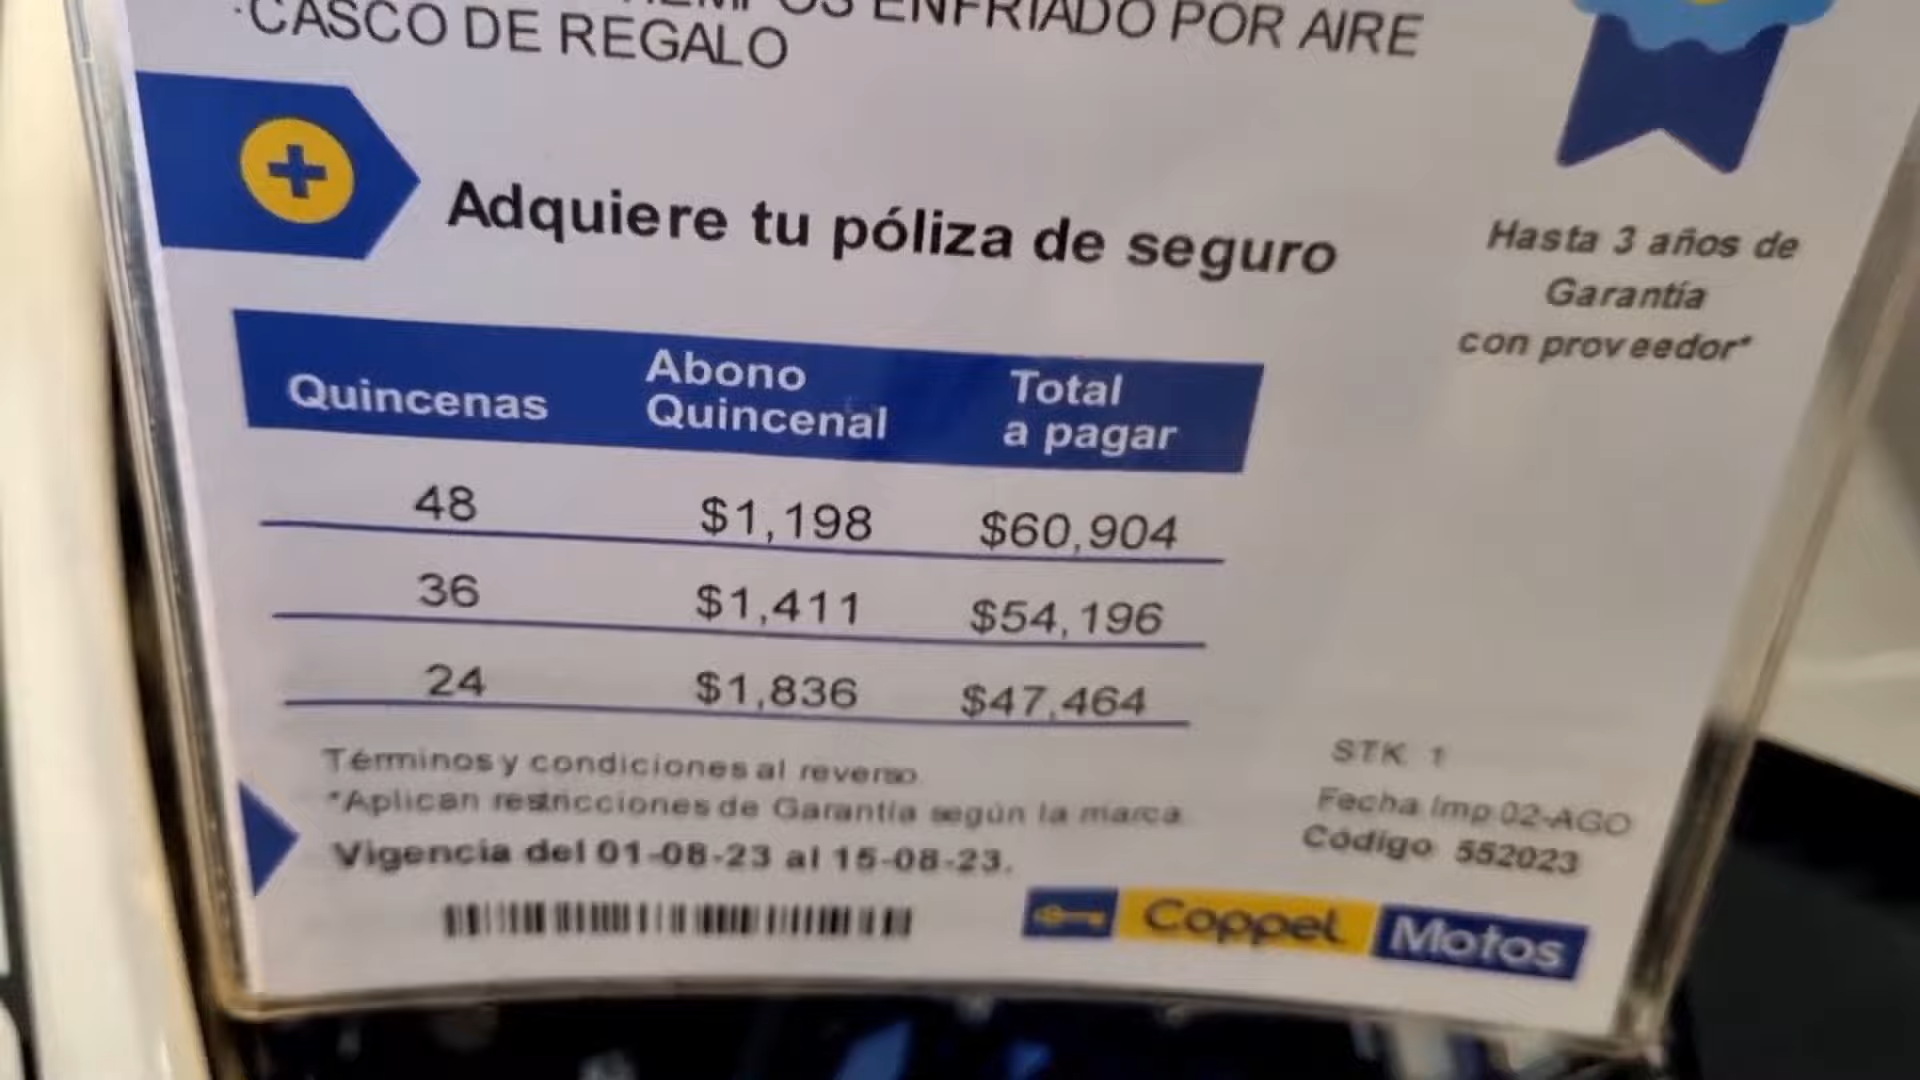 ENFRIADO POR AIRE
·CASCO DE REGALO
Adquiere tu póliza de seguro
Hasta 3 años de
Garantía
con proveedor*
Quincenas Abono Quincenal Total a pagar
48 $1,198 $60,904
36 $1,411 $54,196
24 $1,836 $47,464
Términos y condiciones al reverso
*Aplican restricciones de Garantía según la marca
Vigencia del 01-08-23 al 15-08-23.
STK 1
Fecha Imp 02-AGO
Código 552023
Coppel Motos